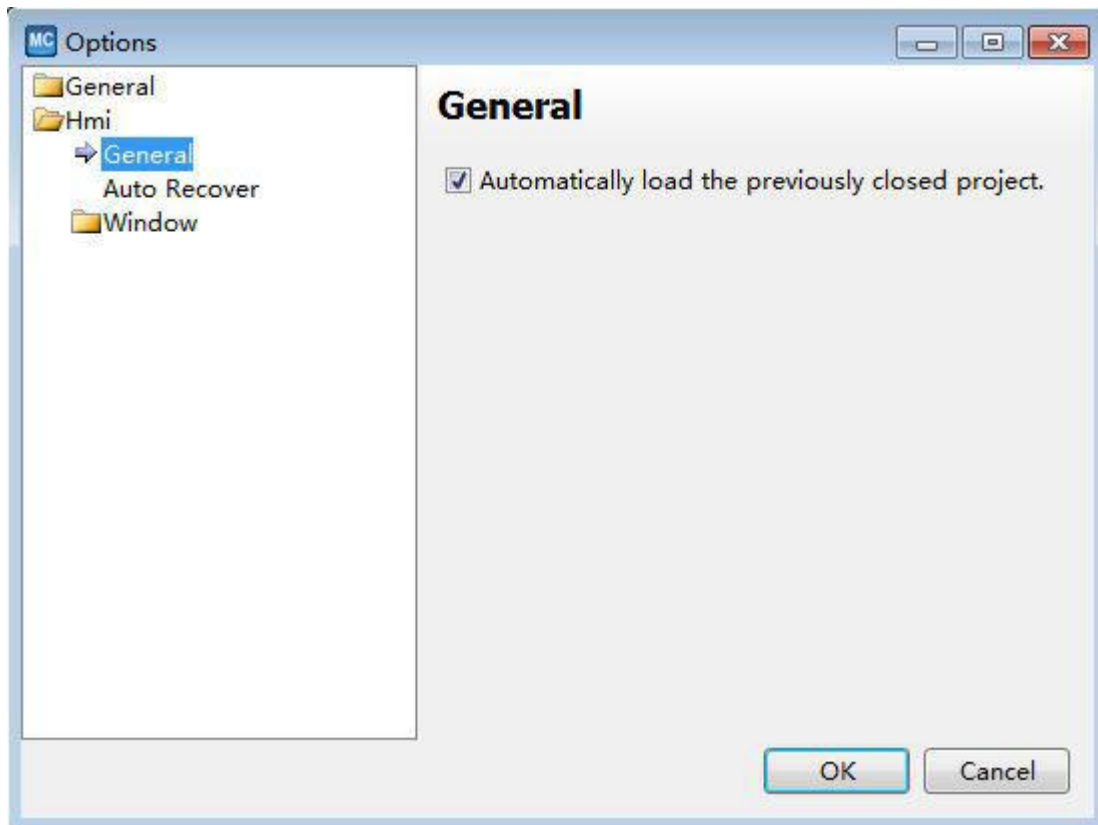 MC Options
General
Hmi
General
Auto Recover
Window
General
Automatically load the previously closed project.
OK
Cancel